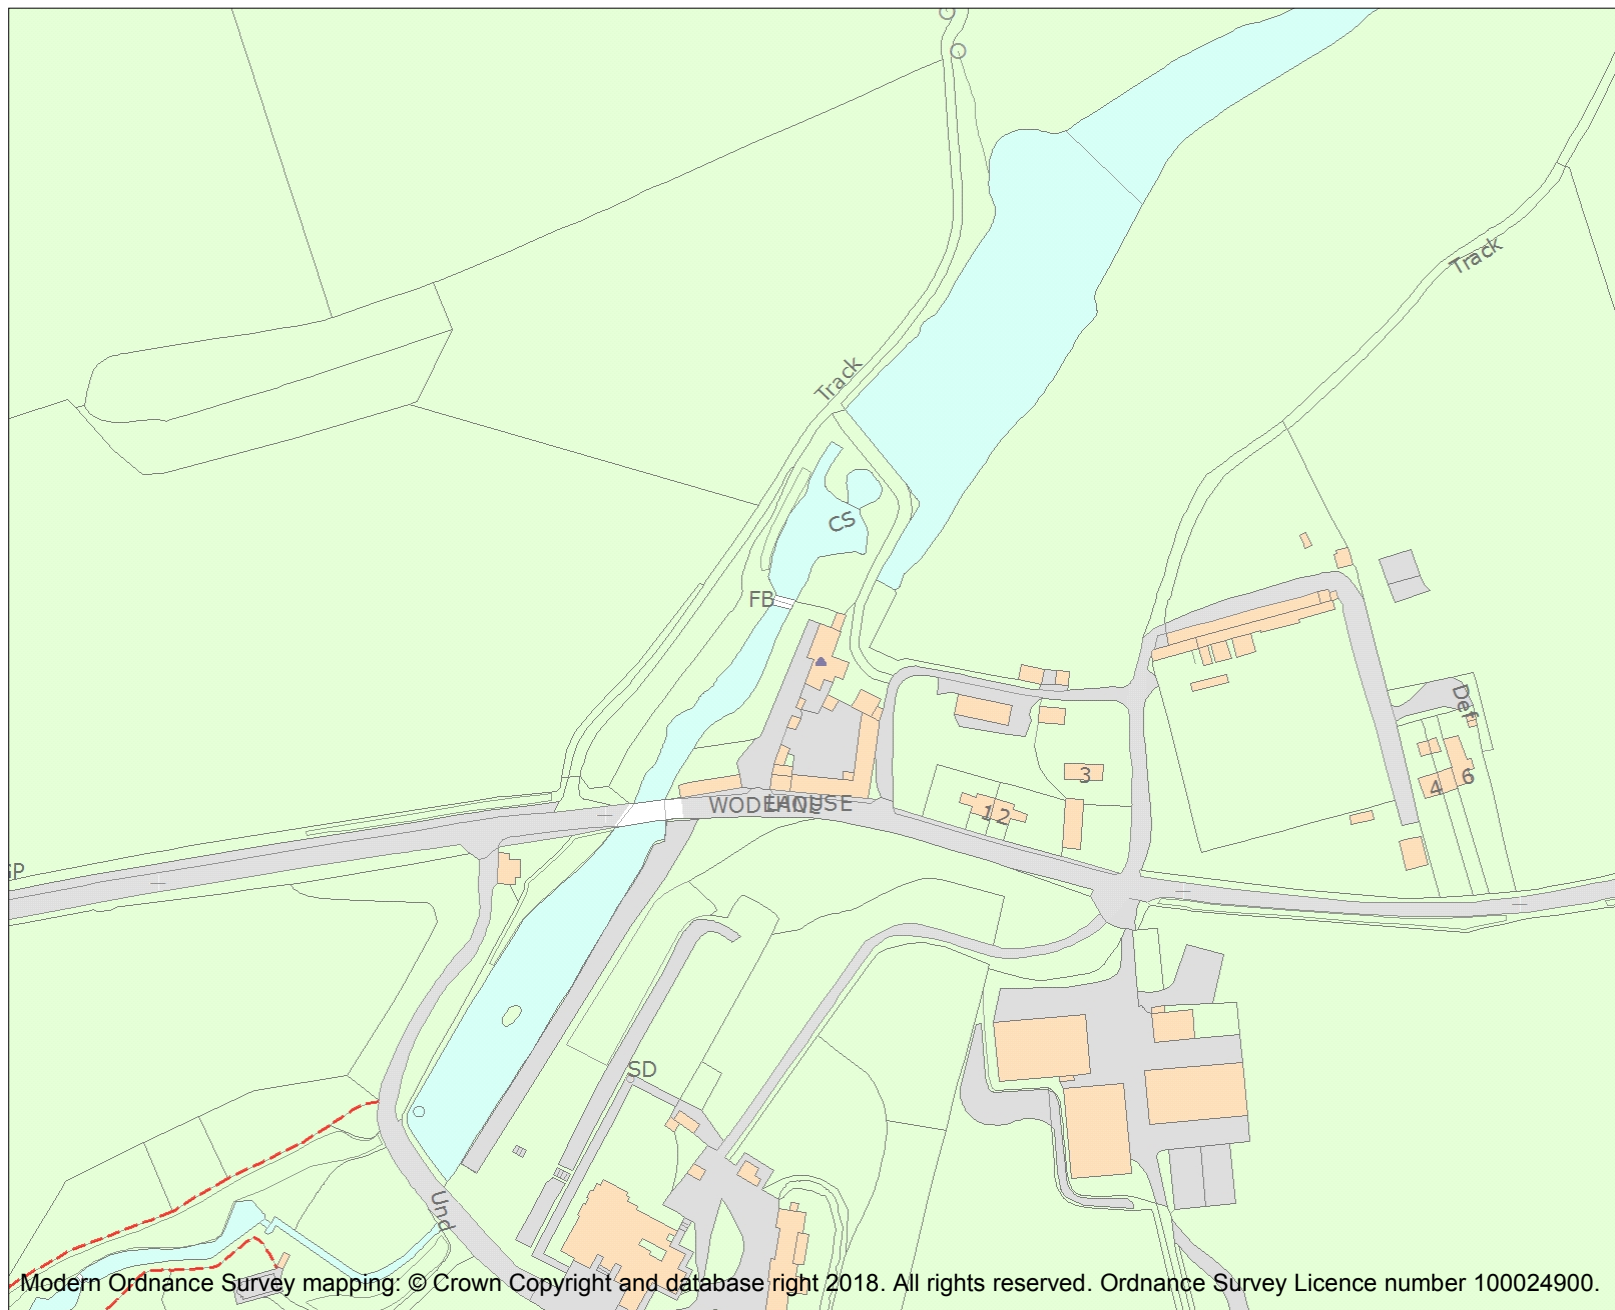 Track
Track
CS
FB
Def
3
6
4
12
SD
Und
Modern Ordnance Survey mapping: © Crown Copyright and database right 2018. All rights reserved. Ordnance Survey Licence number 100024900.